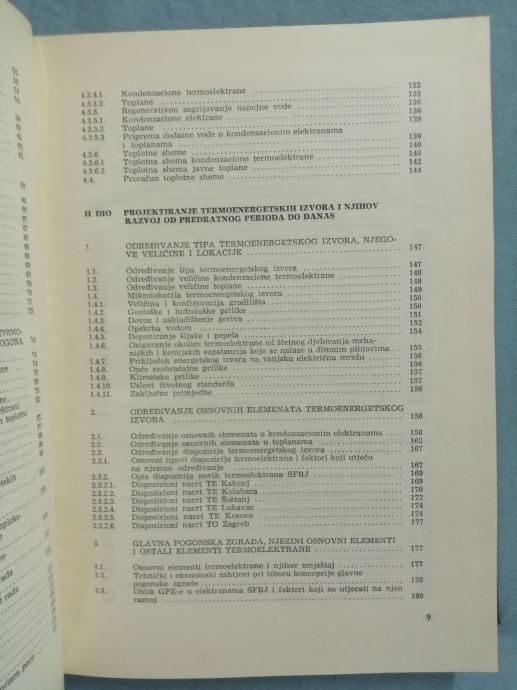 4.3.4.1. Kondenzacione termoelektrane 132
4.3.4.2. Toplane 133
4.3.5. Regenerativno zagrijavanje napojne vode 136
4.3.5.1. Kondenzacione elektrane 136
4.3.5.2. Toplane 139
4.3.5.3. Priprema dodatne vode u kondenzacionim elektranama
i toplanama 139
4.3.6. Toplotne sheme 140
4.3.6.1. Toplotna shema kondenzacione termoelektrane 140
4.3.6.2. Toplotna shema javne toplane 142
4.4. Proračun toplotne sheme 144
II DIO PROJEKTIRANJE TERMOENERGETSKIH IZVORA I NJIHOV
RAZVOJ OD PREDRATNOG PERIODA DO DANAS
1. ODREĐIVANJE TIPA TERMOENERGETSKOG IZVORA, NJEGO-
VE VELIČINE I LOKACIJE 147
1.1. Određivanje tipa termoenergetskog izvora 147
1.2. Određivanje veličine kondenzacione termoelektrane 148
1.3. Određivanje veličine toplane 149
1.4. Mikrolokacija termoenergetskog izvora 149
1.4.1. Veličina i konfiguracija gradilišta 150
1.4.2. Geološke i hidrološke prilike 150
1.4.3. Dovoz i uskladištenje goriva 151
1.4.4. Opskrba vodom 152
1.4.5. Deponiranje šljake i pepela 154
1.4.6. Osiguranje okolice termoelektrane od štetnog djelovanja meha-
ničkih i kemijskih supstancija koje se nalaze u dimnim plinovima 155
1.4.7. Priključak energetskog izvora na vanjsku električnu mrežu 156
1.4.8. Opće saobraćajne prilike 156
1.4.9. Klimatske prilike 157
1.4.10. Uslovi životnog standarda 157
1.4.11. Zaključne primjedbe 158
2. ODREĐIVANJE OSNOVNIH ELEMENATA TERMOENERGETSKOG
IZVORA 158
2.1. Određivanje osnovnih elemenata u kondenzacionim elektranama 158
2.2. Određivanje osnovnih elemenata u toplanama 162
2.3. Određivanje dispozicije termoenergetskog izvora 167
2.3.1. Osnovni tipovi dispozicija termoelektrana i faktori koji utječu
na njezino određivanje 167
2.3.2. Opis dispozicija novih termoelektrana SFRJ 169
2.3.2.1. Dispozicioni nacrt TE Kakanj 169
2.3.2.2. Dispozicioni nacrt TE Kolubara 170
2.3.2.3. Dispozicioni nacrt TE Šoštanj 172
2.3.2.4. Dispozicioni nacrt TE Lukavac 174
2.3.2.5. Dispozicioni nacrt TE Kosovo 174
2.3.2.6. Dispozicioni nacrt TO Zagreb 177
3. GLAVNA POGONSKA ZGRADA, NJEZINI OSNOVNI ELEMENTI
I OSTALI ELEMENTI TERMOELEKTRANE 177
3.1. Osnovni elementi termoelektrane i njihov smještaj 177
3.2. Tehnički i ekonomski zahtjevi pri izboru koncepcije glavne
pogonske zgrade 178
3.3. Oblik GPZ-e u elektranama SFRJ i faktori koji su utjecali na njen
razvoj 180
9